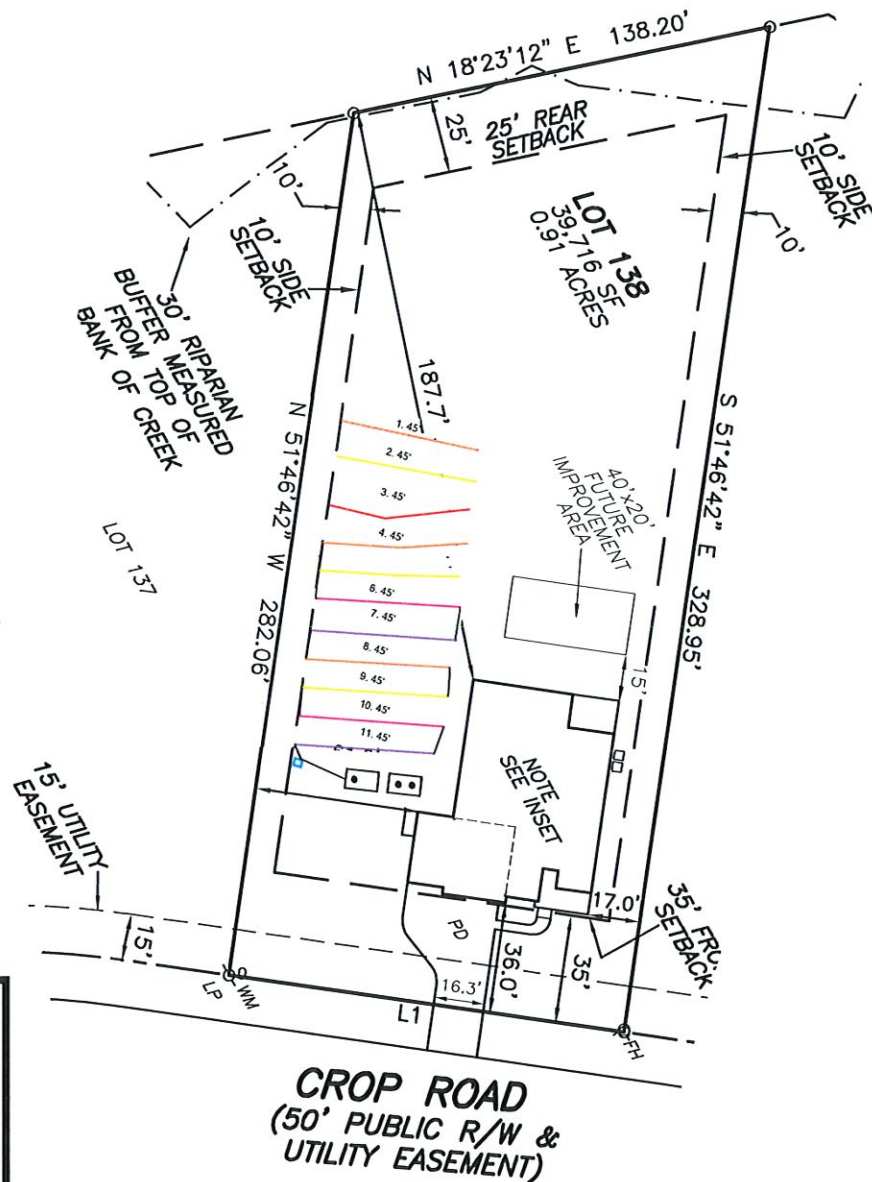 N 18°23'12" E 138.20'
25' REAR
SETBACK
25'
10'
10' SIDE
SETBACK
10' SIDE
SETBACK
10'
LOT 138
39,716 SF
0.91
ACRES
30' RIPARIAN
BUFFER MEASURED
FROM TOP OF
BANK OF CREEK
187.7'
N 51°46'42" W 282.06'
S 51°46'42" E 328.95'
LOT 137
1. 45'
2. 45'
3. 45'
4. 45'
6. 45'
7. 45'
8. 45'
9. 45'
10. 45'
11. 45'
40'x20'
FUTURE
IMPROVEMENT
AREA
15'
NOTE
SEE INSET
15' UTILITY
EASEMENT
15'
17.0'
35'
SETBACK
PD
36.0'
35'
16.3'
L1
LP
WM
FH
CROP ROAD
(50' PUBLIC R/W &
UTILITY EASEMENT)